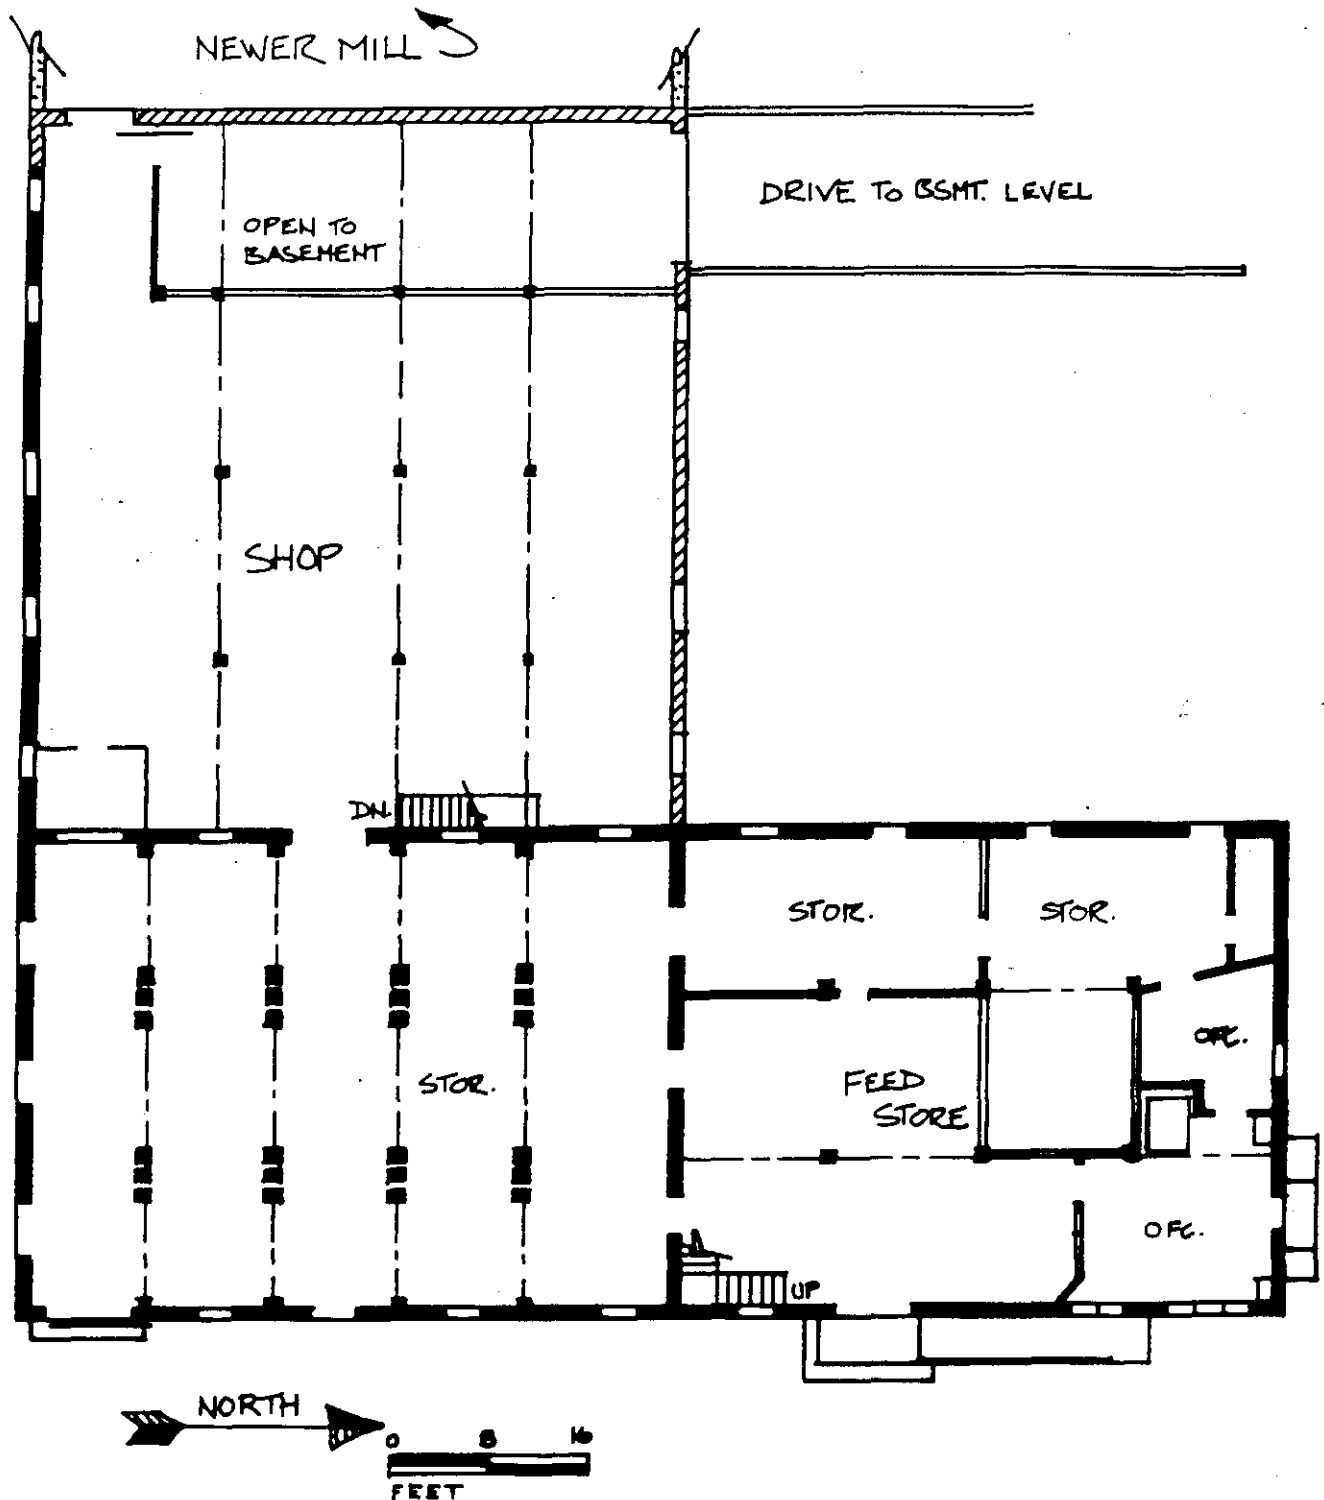 NEWER MILL
DRIVE TO BSMT. LEVEL
OPEN TO
BASEMENT
SHOP
DN.
STOR.
STOR.
OFC.
FEED
STORE
STOR.
OFC.
UP
NORTH
0 8 16
FEET